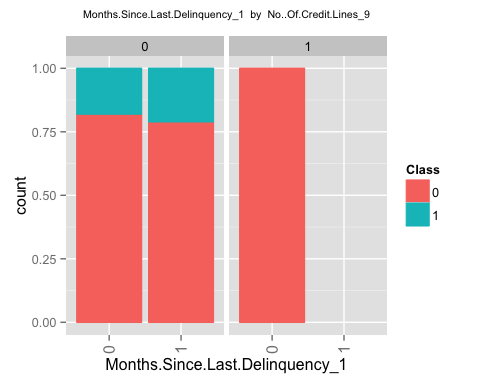 Months.Since.Last.Delinquency_1 by No..Of.Credit.Lines_9
0 1
1.00
0.75
0.50
0.25
0.00
count
0 1 0 1
Months.Since.Last.Delinquency_1
Class
0
1